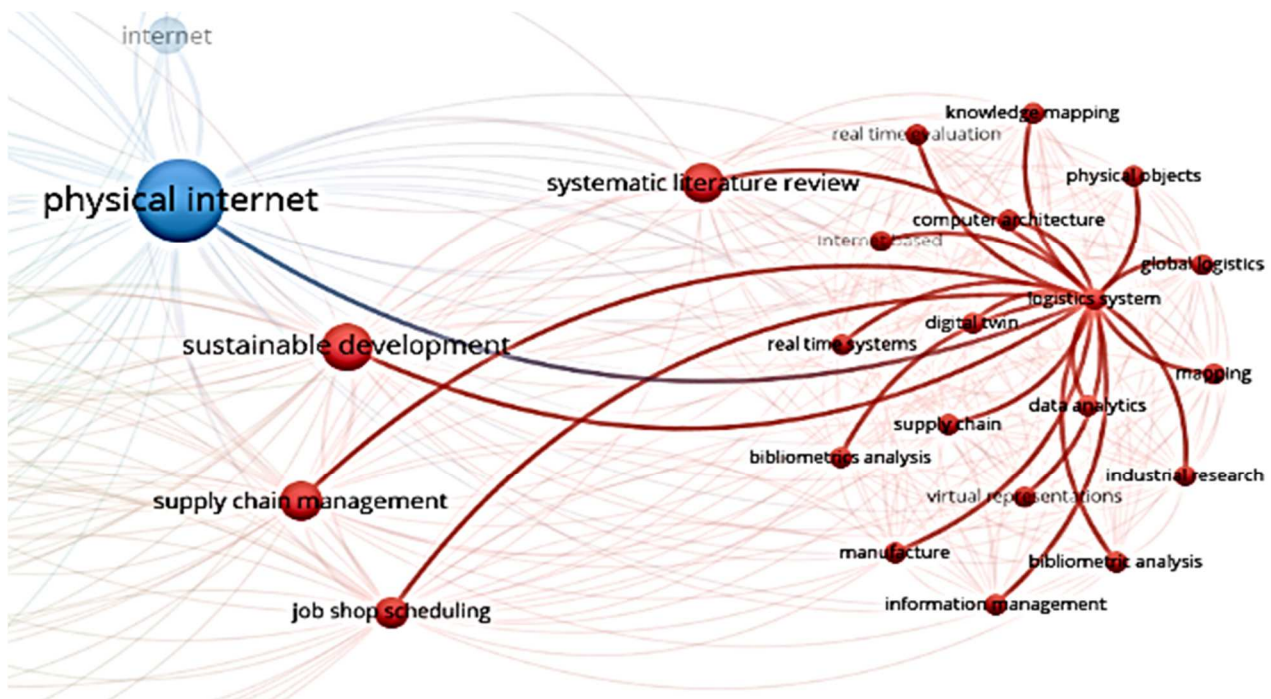 internet
knowledge mapping
real time evaluation
physical objects
systematic literature review
physical internet
computer architecture
internet based
global logistics
logistics system
digital twin
real time systems
sustainable development
mapping
data analytics
supply chain
bibliometrics analysis
industrial research
virtual representations
supply chain management
manufacture
bibliometric analysis
information management
job shop scheduling